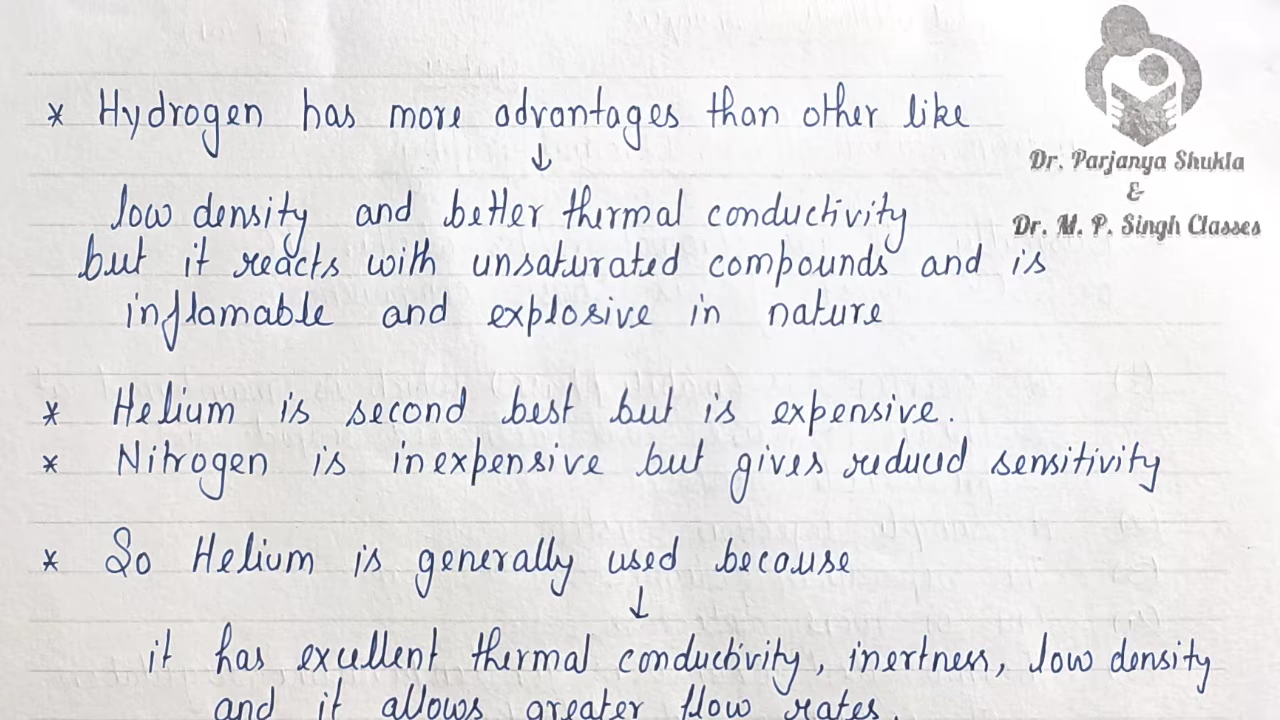 * Hydrogen has more advantages than other like
↓
low density and better thermal conductivity
but it reacts with unsaturated compounds and is
inflamable and explosive in nature
* Helium is second best but is expensive.
* Nitrogen is inexpensive but gives reduced sensitivity
* So Helium is generally used because
↓
it has excellent thermal conductivity, inertness, low density
and it allows greater flow rates.
Dr. Parjanya Shukla
&
Dr. M. P. Singh Classes